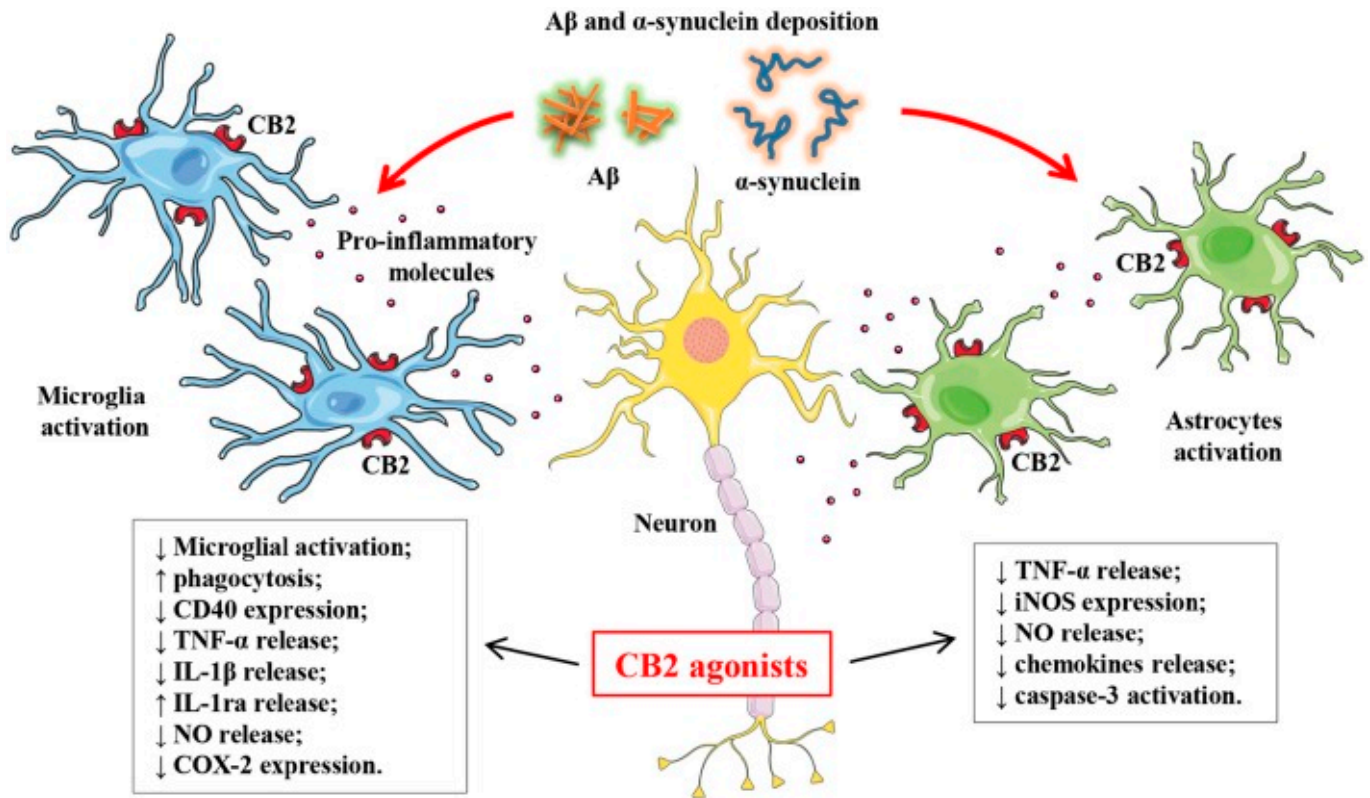 Aβ and α-synuclein deposition
CB2
Aβ
α-synuclein
Pro-inflammatory
molecules
CB2
Microglia
activation
CB2
Astrocytes
activation
CB2
Neuron
↓ Microglial activation;
↑ phagocytosis;
↓ CD40 expression;
↓ TNF-α release;
↓ IL-1β release;
↑ IL-1ra release;
↓ NO release;
↓ COX-2 expression.
CB2 agonists
↓ TNF-α release;
↓ iNOS expression;
↓ NO release;
↓ chemokines release;
↓ caspase-3 activation.